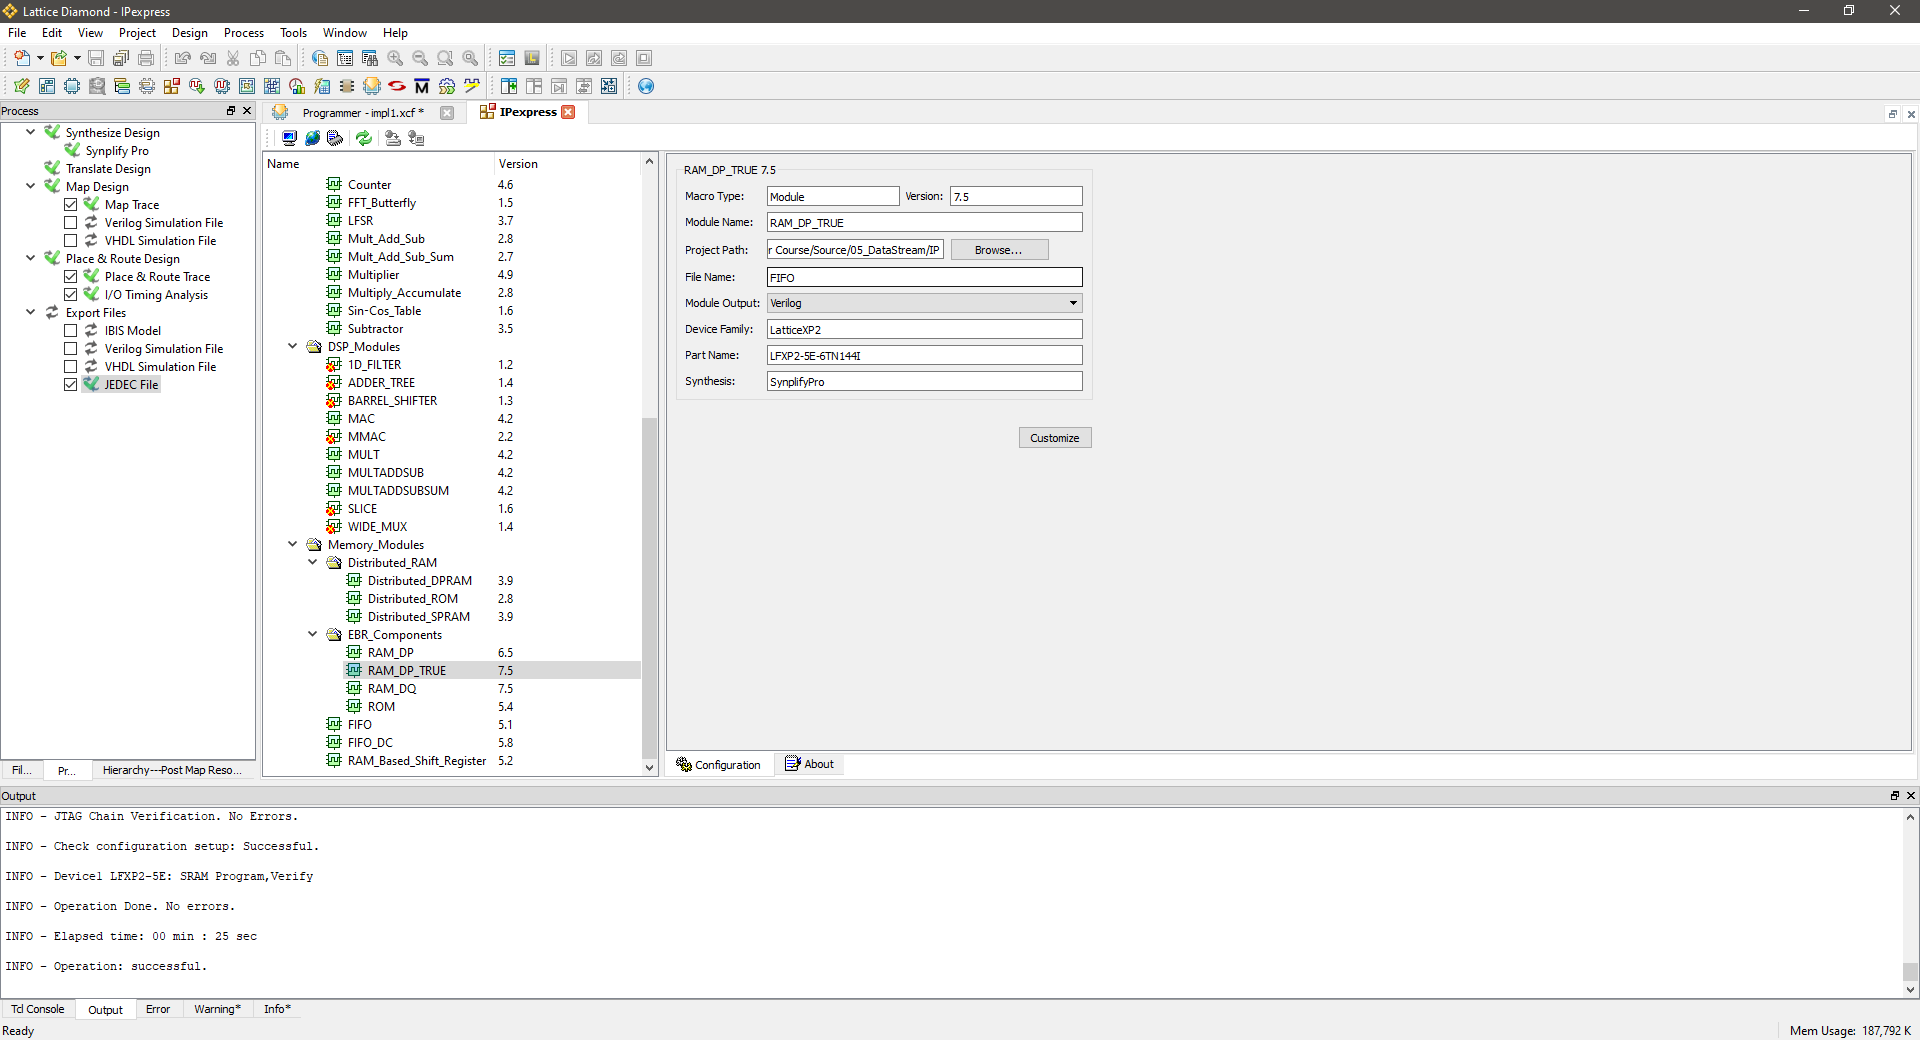 Lattice Diamond - IPexpress
File Edit View Project Design Process Tools Window Help
Process
Synthesize Design
Synplify Pro
Translate Design
Map Design
Map Trace
Verilog Simulation File
VHDL Simulation File
Place & Route Design
Place & Route Trace
I/O Timing Analysis
Export Files
IBIS Model
Verilog Simulation File
VHDL Simulation File
JEDEC File
Fil... Pr... Hierarchy---Post Map Reso...
Programmer - impl1.xcf * IPexpress
Name Version
Counter 4.6
FFT_Butterfly 1.5
LFSR 3.7
Mult_Add_Sub 2.8
Mult_Add_Sub_Sum 2.7
Multiplier 4.9
Multiply_Accumulate 2.8
Sin-Cos_Table 1.6
Subtractor 3.5
DSP_Modules
1D_FILTER 1.2
ADDER_TREE 1.4
BARREL_SHIFTER 1.3
MAC 4.2
MMAC 2.2
MULT 4.2
MULTADDSUB 4.2
MULTADDSUBSUM 4.2
SLICE 1.6
WIDE_MUX 1.4
Memory_Modules
Distributed_RAM
Distributed_DPRAM 3.9
Distributed_ROM 2.8
Distributed_SPRAM 3.9
EBR_Components
RAM_DP 6.5
RAM_DP_TRUE 7.5
RAM_DQ 7.5
ROM 5.4
FIFO 5.1
FIFO_DC 5.8
RAM_Based_Shift_Register 5.2
RAM_DP_TRUE 7.5
Macro Type: Module Version: 7.5
Module Name: RAM_DP_TRUE
Project Path: r Course/Source/05_DataStream/IP Browse...
File Name: FIFO
Module Output: Verilog
Device Family: LatticeXP2
Part Name: LFXP2-5E-6TN144I
Synthesis: SynplifyPro
Customize
Configuration About
Output
INFO - JTAG Chain Verification. No Errors.
INFO - Check configuration setup: Successful.
INFO - Device1 LFXP2-5E: SRAM Program,Verify
INFO - Operation Done. No errors.
INFO - Elapsed time: 00 min : 25 sec
INFO - Operation: successful.
Tcl Console Output Error Warning* Info*
Ready Mem Usage: 187,792 K